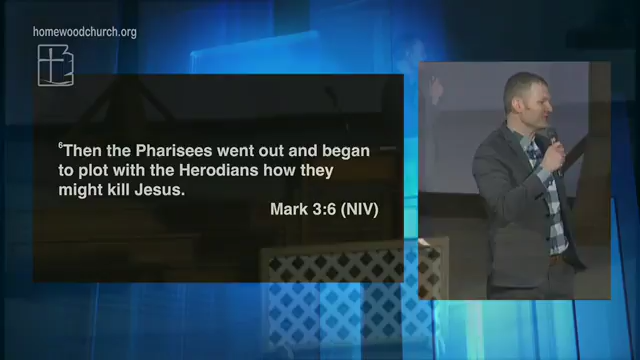 homewoodchurch.org
⁶Then the Pharisees went out and began
to plot with the Herodians how they
might kill Jesus.
Mark 3:6 (NIV)